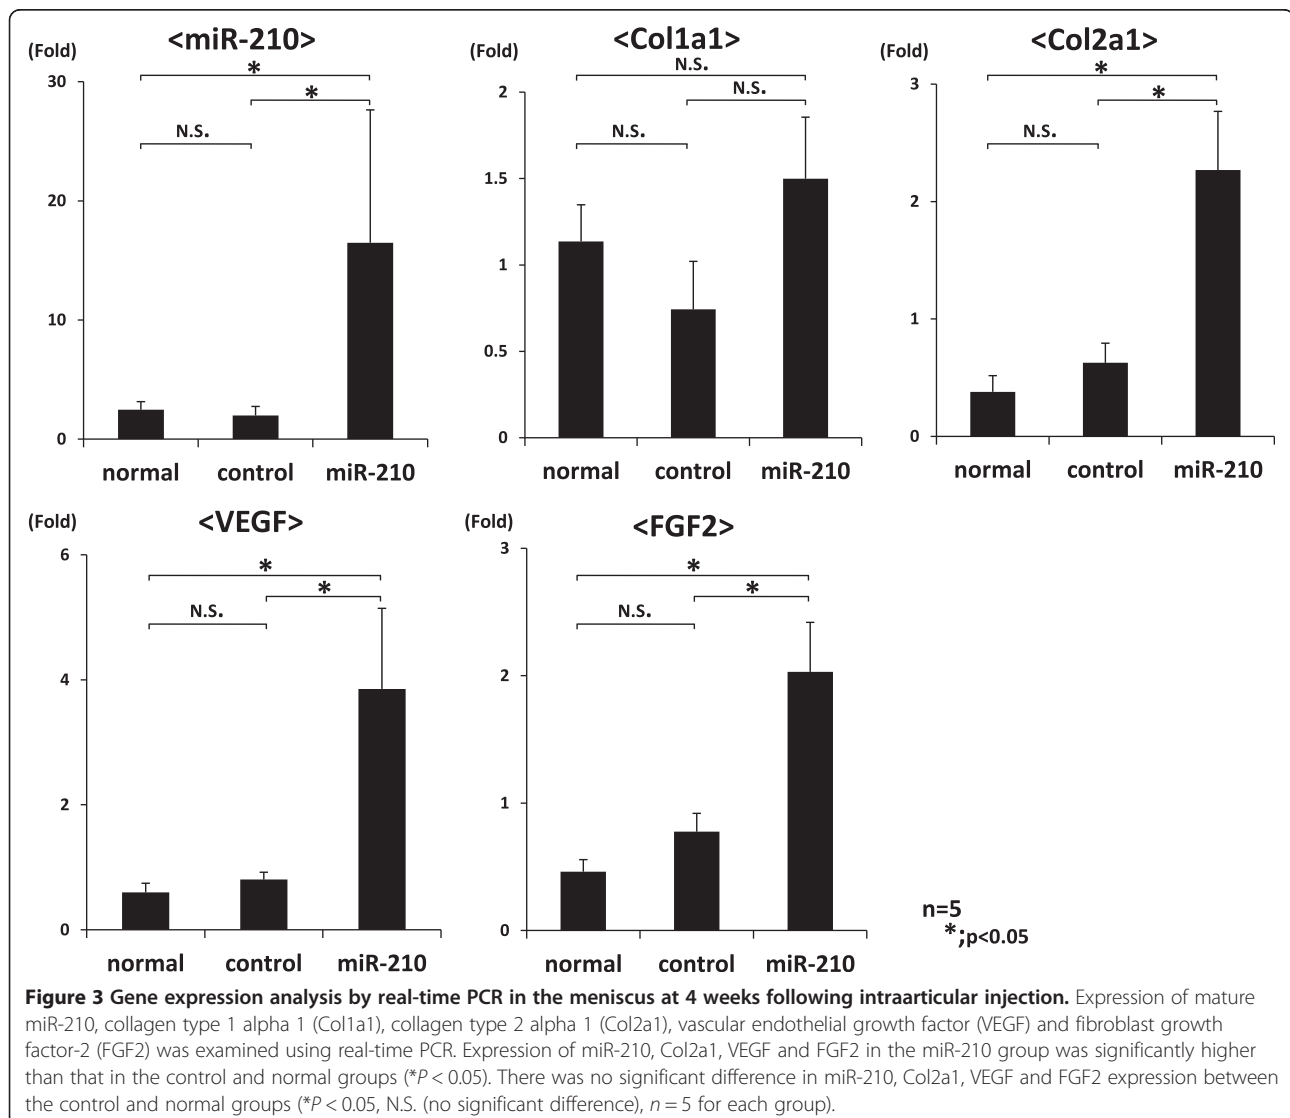 (Fold)
<miR-210>
*
*
N.S.
30
20
10
0
normal control miR-210
(Fold)
<Col1a1>
N.S.
N.S.
N.S.
2
1.5
1
0.5
0
normal control miR-210
(Fold)
<Col2a1>
*
*
N.S.
3
2
1
0
normal control miR-210
(Fold)
<VEGF>
*
*
N.S.
6
4
2
0
normal control miR-210
(Fold)
<FGF2>
*
*
N.S.
3
2
1
0
normal control miR-210
n=5
*;p<0.05
Figure 3 Gene expression analysis by real-time PCR in the meniscus at 4 weeks following intraarticular injection. Expression of mature
miR-210, collagen type 1 alpha 1 (Col1a1), collagen type 2 alpha 1 (Col2a1), vascular endothelial growth factor (VEGF) and fibroblast growth
factor-2 (FGF2) was examined using real-time PCR. Expression of miR-210, Col2a1, VEGF and FGF2 in the miR-210 group was significantly higher
than that in the control and normal groups (*P < 0.05). There was no significant difference in miR-210, Col2a1, VEGF and FGF2 expression between
the control and normal groups (*P < 0.05, N.S. (no significant difference), n = 5 for each group).